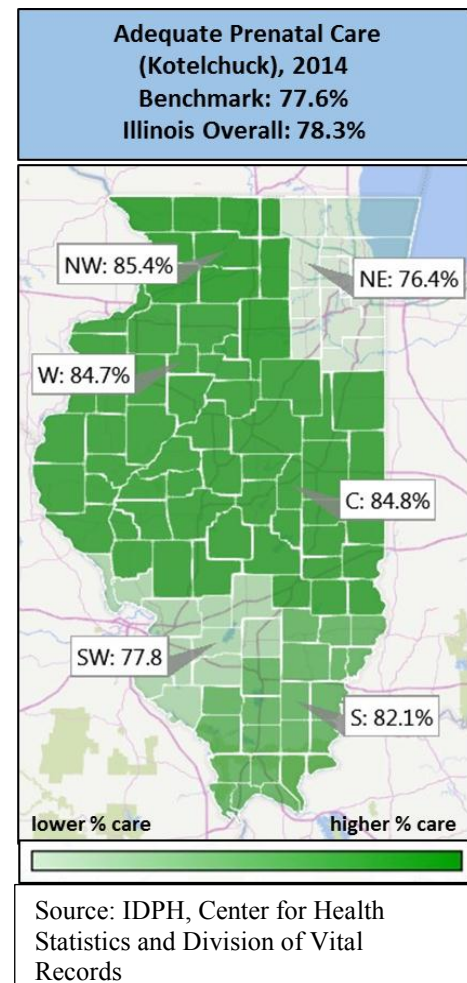 Adequate Prenatal Care
(Kotelchuck), 2014
Benchmark: 77.6%
Illinois Overall: 78.3%
NW: 85.4%
NE: 76.4%
W: 84.7%
C: 84.8%
SW: 77.8
S: 82.1%
lower % care
higher % care
Source: IDPH, Center for Health
Statistics and Division of Vital
Records